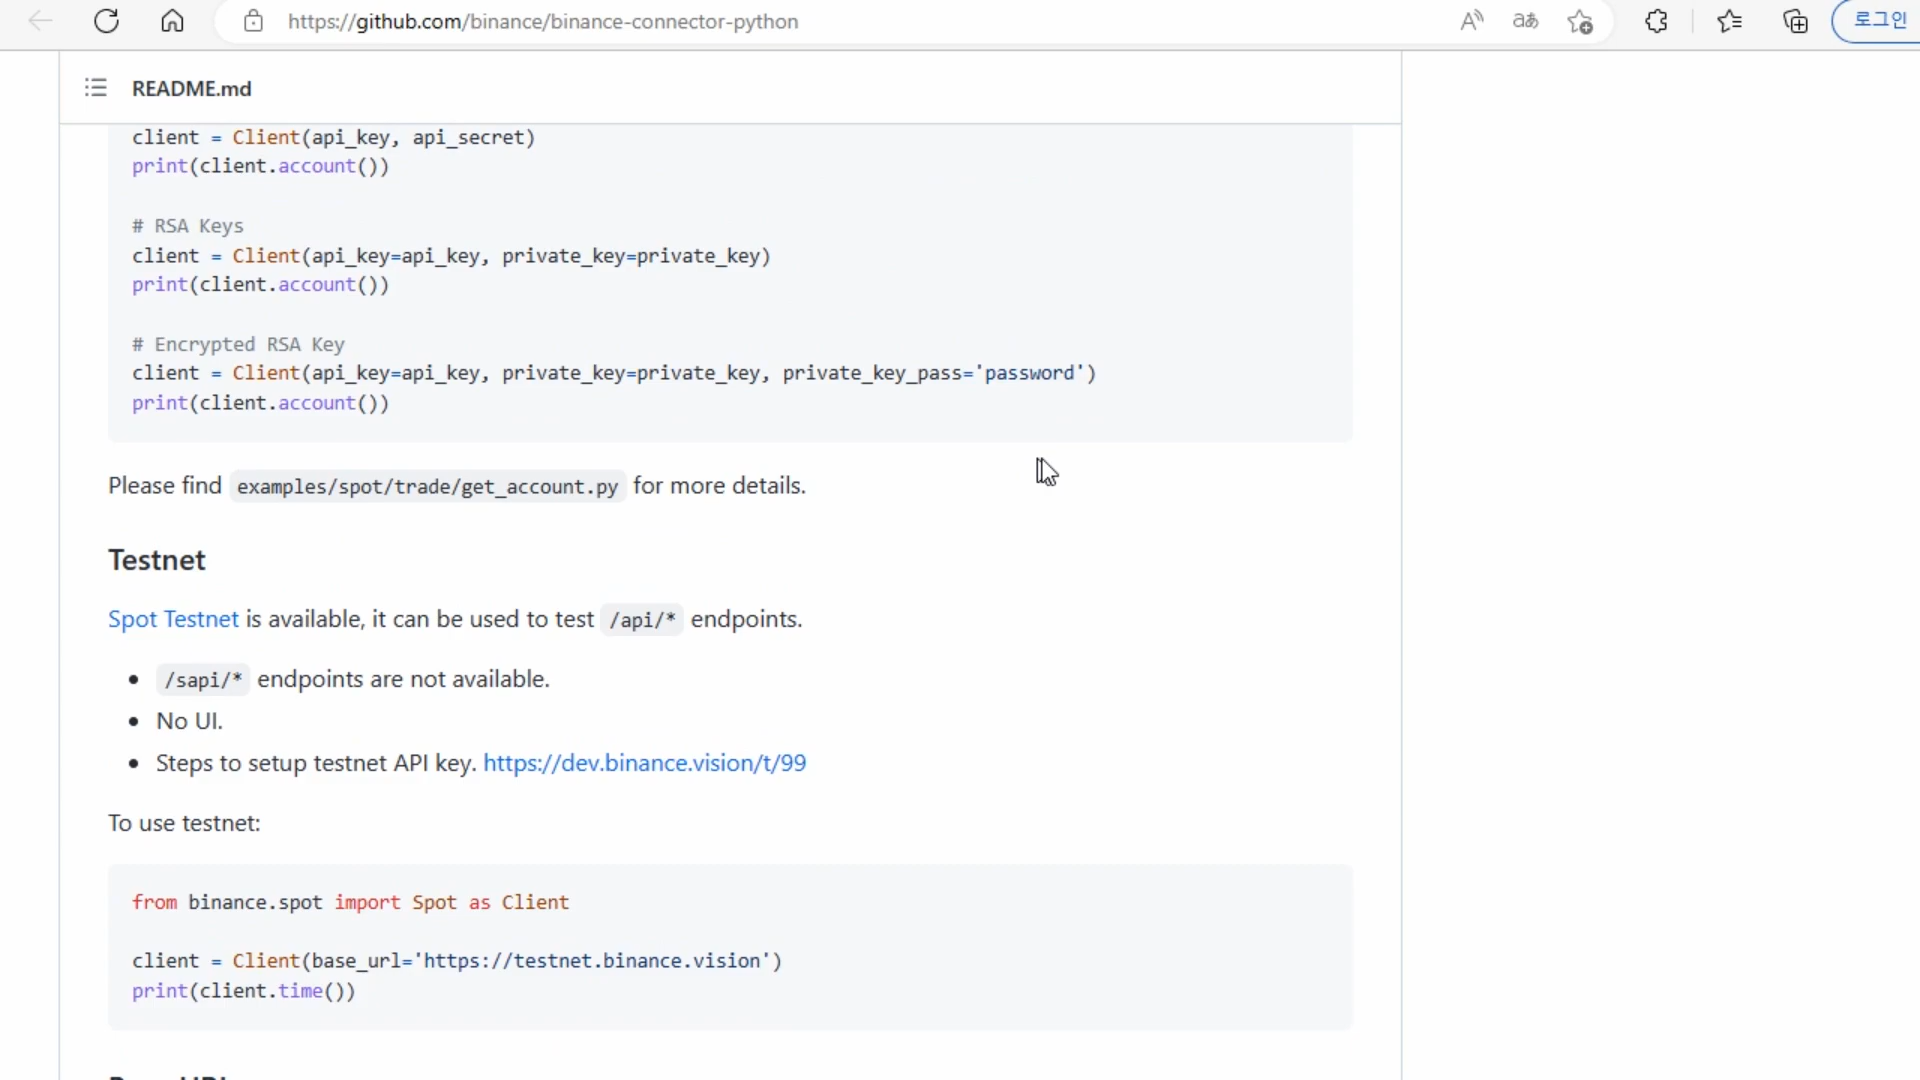 https://github.com/binance/binance-connector-python
로그인
README.md
client = Client(api_key, api_secret)
print(client.account())
# RSA Keys
client = Client(api_key=api_key, private_key=private_key)
print(client.account())
# Encrypted RSA Key
client = Client(api_key=api_key, private_key=private_key, private_key_pass='password')
print(client.account())
Please find examples/spot/trade/get_account.py for more details.
Testnet
Spot Testnet is available, it can be used to test /api/* endpoints.
/sapi/* endpoints are not available.
No UI.
Steps to setup testnet API key. https://dev.binance.vision/t/99
To use testnet:
from binance.spot import Spot as Client
client = Client(base_url='https://testnet.binance.vision')
print(client.time())